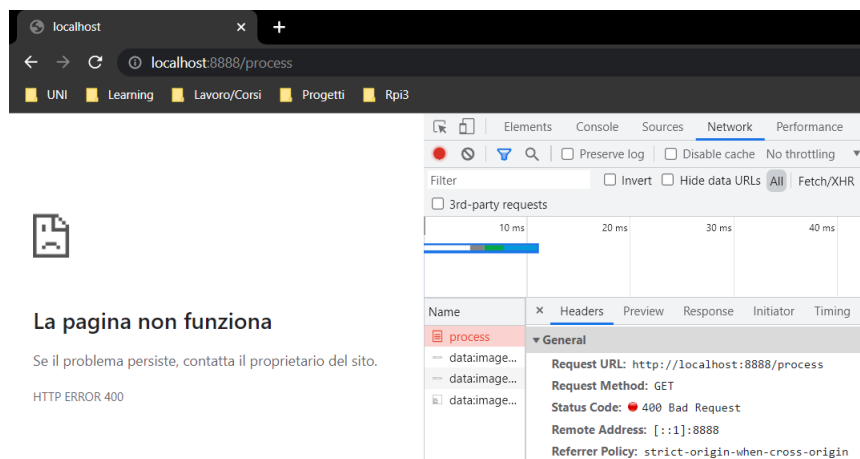 localhost
localhost:8888/process
UNI Learning Lavoro/Corsi Progetti Rpi3
Elements Console Sources Network Performance
Preserve log Disable cache No throttling
Filter Invert Hide data URLs All Fetch/XHR
3rd-party requests
10 ms 20 ms 30 ms 40 ms
La pagina non funziona
Se il problema persiste, contatta il proprietario del sito.
HTTP ERROR 400
Name
process
data:image...
data:image...
data:image...
Headers Preview Response Initiator Timing
General
Request URL: http://localhost:8888/process
Request Method: GET
Status Code: 400 Bad Request
Remote Address: [::1]:8888
Referrer Policy: strict-origin-when-cross-origin